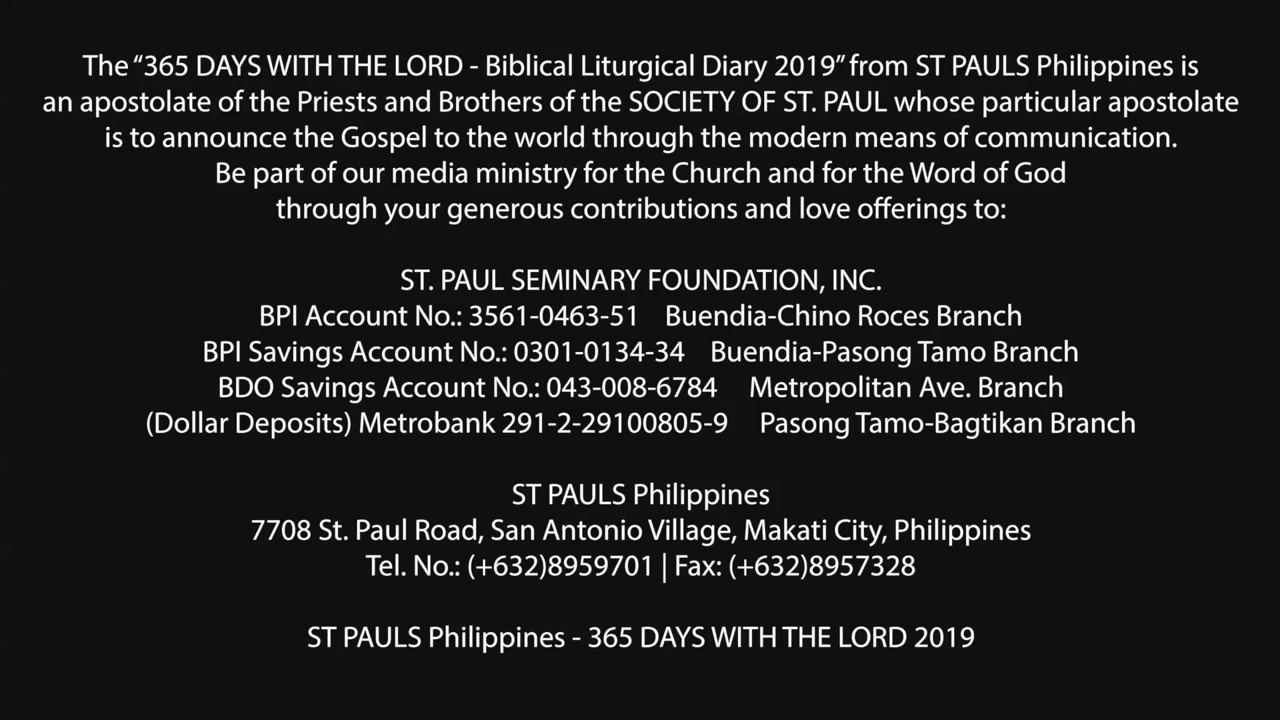 The “365 DAYS WITH THE LORD - Biblical Liturgical Diary 2019” from ST PAULS Philippines is
an apostolate of the Priests and Brothers of the SOCIETY OF ST. PAUL whose particular apostolate
is to announce the Gospel to the world through the modern means of communication.
Be part of our media ministry for the Church and for the Word of God
through your generous contributions and love offerings to:
ST. PAUL SEMINARY FOUNDATION, INC.
BPI Account No.: 3561-0463-51 Buendia-Chino Roces Branch
BPI Savings Account No.: 0301-0134-34 Buendia-Pasong Tamo Branch
BDO Savings Account No.: 043-008-6784 Metropolitan Ave. Branch
(Dollar Deposits) Metrobank 291-2-29100805-9 Pasong Tamo-Bagtikan Branch
ST PAULS Philippines
7708 St. Paul Road, San Antonio Village, Makati City, Philippines
Tel. No.: (+632)8959701 | Fax: (+632)8957328
ST PAULS Philippines - 365 DAYS WITH THE LORD 2019